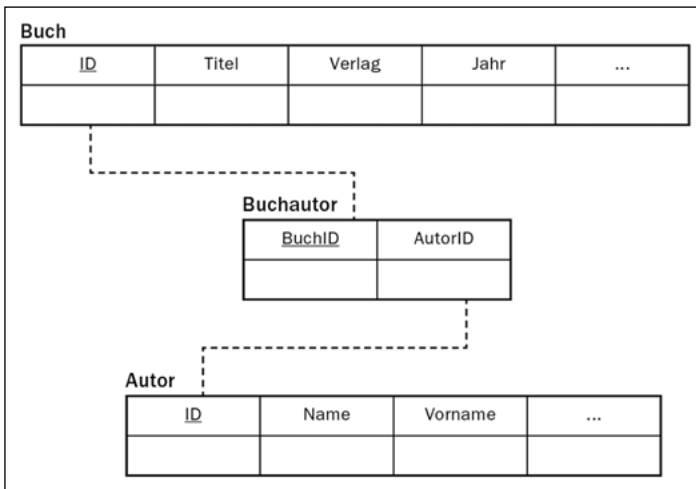 Buch
ID Titel Verlag Jahr ...
Buchautor
BuchID AutorID
Autor
ID Name Vorname ...